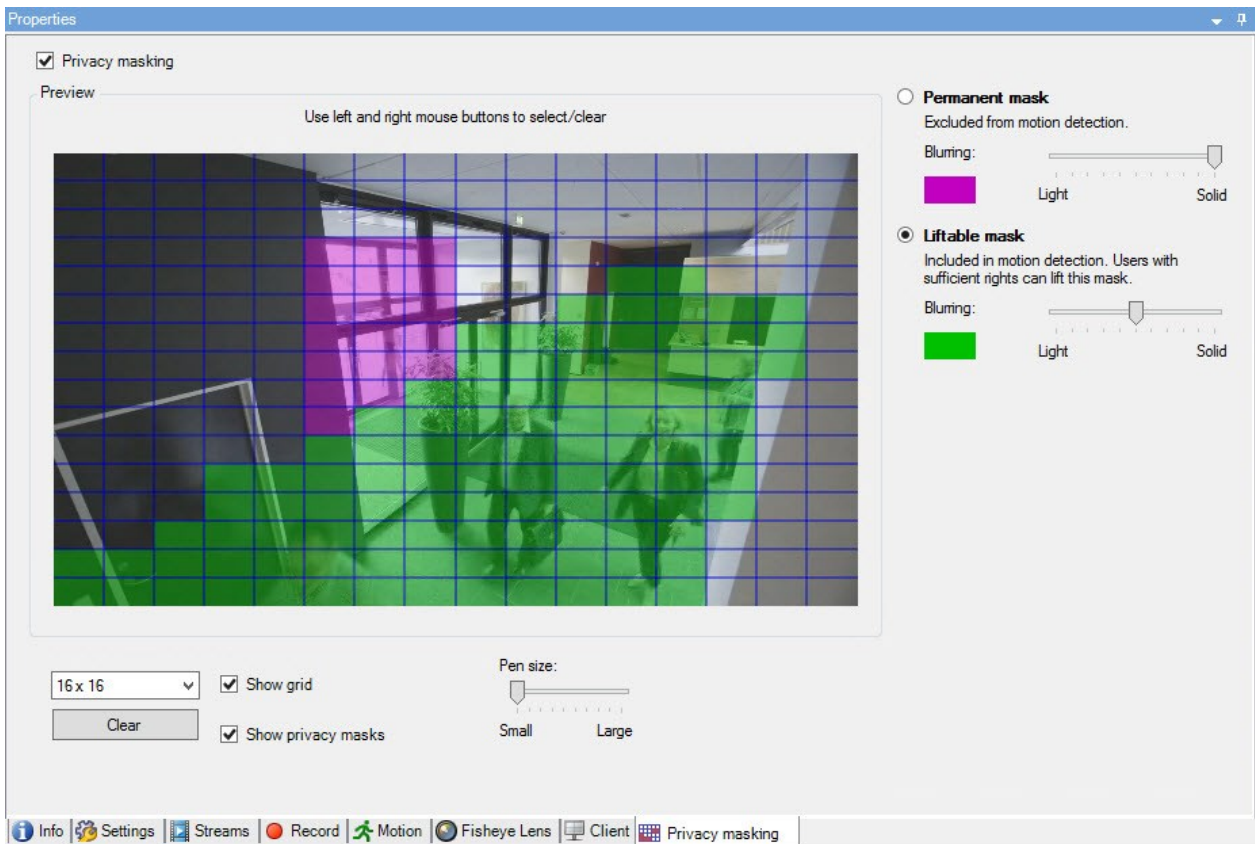 Properties
Privacy masking
Preview
Use left and right mouse buttons to select/clear
Permanent mask
Excluded from motion detection.
Blurring:
Light
Solid
Liftable mask
Included in motion detection. Users with
sufficient rights can lift this mask.
Blurring:
Light
Solid
16 x 16
Show grid
Clear
Show privacy masks
Pen size:
Small
Large
Info
Settings
Streams
Record
Motion
Fisheye Lens
Client
Privacy masking